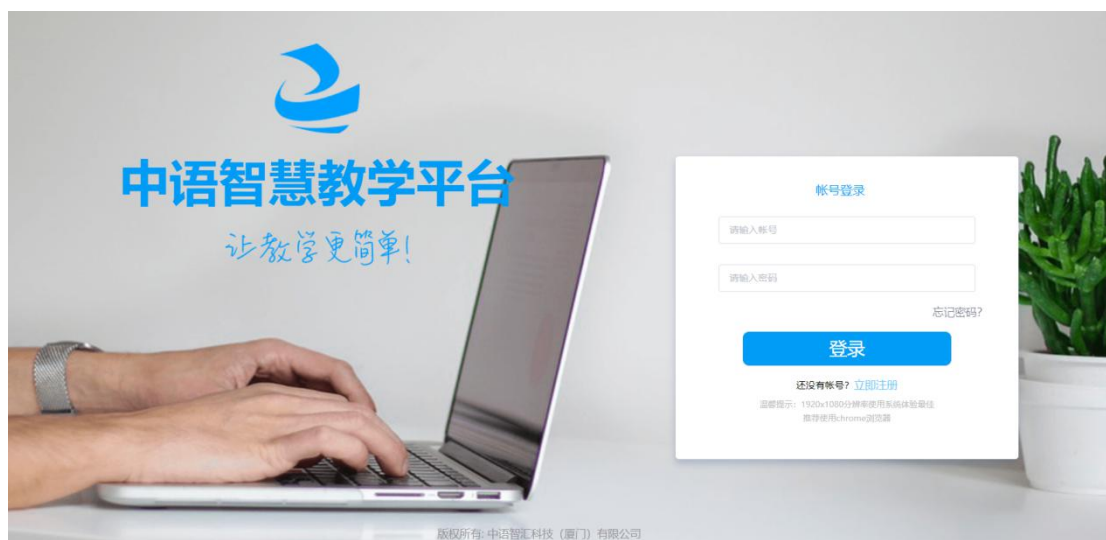 中语智慧教学平台
让教学更简单!
帐号登录
请输入帐号
请输入密码
忘记密码?
登录
还没有帐号? 立即注册
温馨提示: 1920x1080分辨率使用系统体验最佳
推荐使用chrome浏览器
版权所有: 中语智汇科技 (厦门) 有限公司